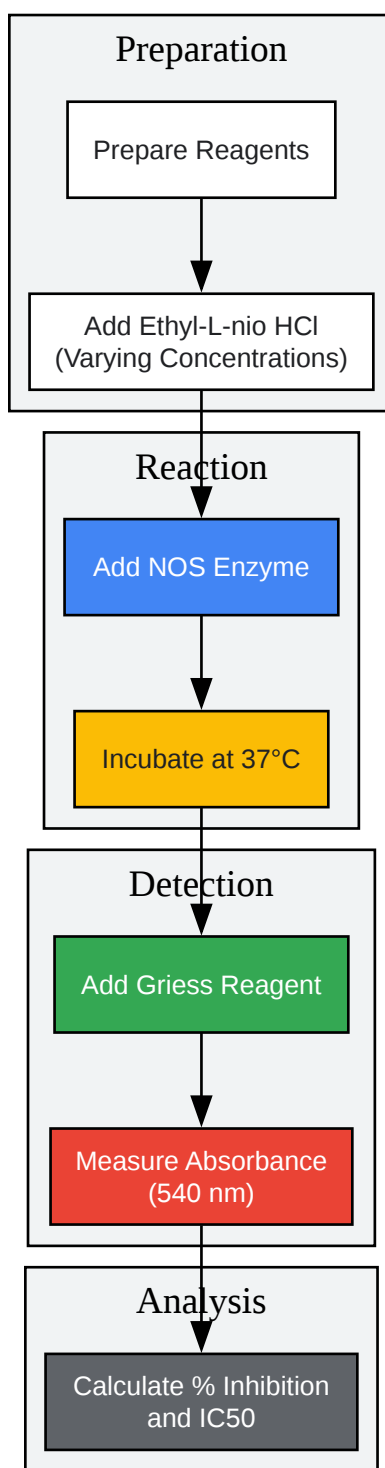 Preparation
Prepare Reagents
Add Ethyl-L-nio HCl
(Varying Concentrations)
Reaction
Add NOS Enzyme
Incubate at 37°C
Detection
Add Griess Reagent
Measure Absorbance
(540 nm)
Analysis
Calculate % Inhibition
and IC50